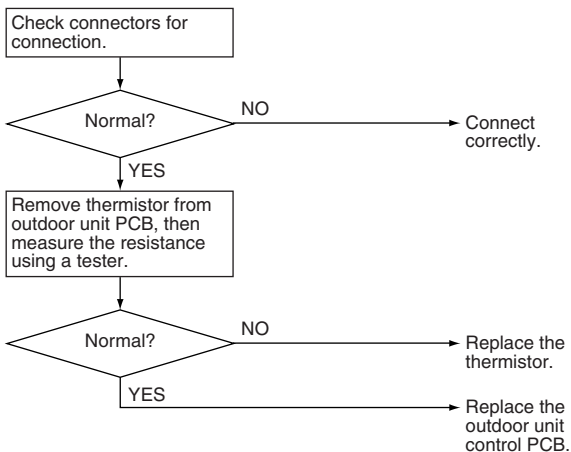 Check connectors for
connection.
Normal?
NO
Connect
correctly.
YES
Remove thermistor from
outdoor unit PCB, then
measure the resistance
using a tester.
Normal?
NO
Replace the
thermistor.
YES
Replace the
outdoor unit
control PCB.